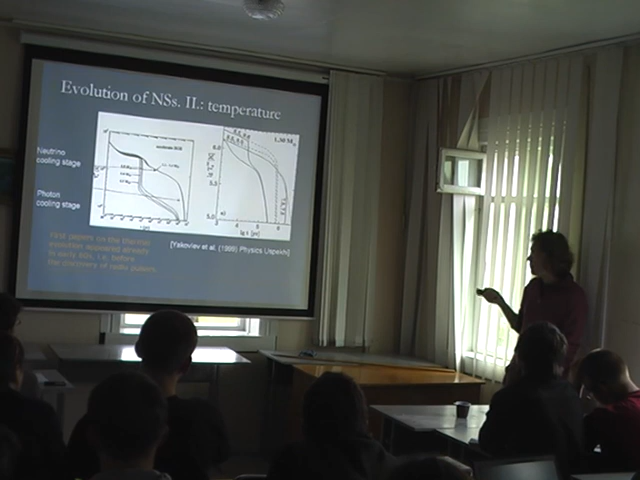 Evolution of NSs. II.: temperature
Neutrino
cooling stage
Photon
cooling stage
First papers on the thermal
evolution appeared already
in early 60s, i.e. before
the discovery of radio pulsars
[Yakovlev et al. (1999) Physics Uspekhi]